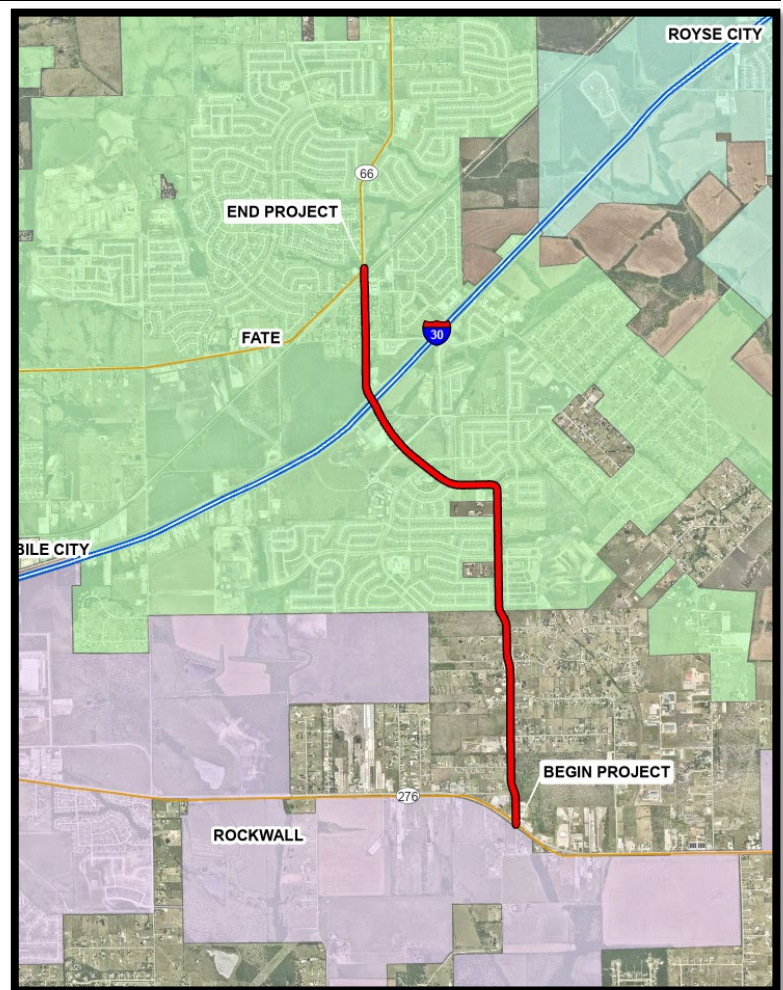 ROYSE CITY
66
END PROJECT
30
FATE
BILE CITY
BEGIN PROJECT
276
ROCKWALL